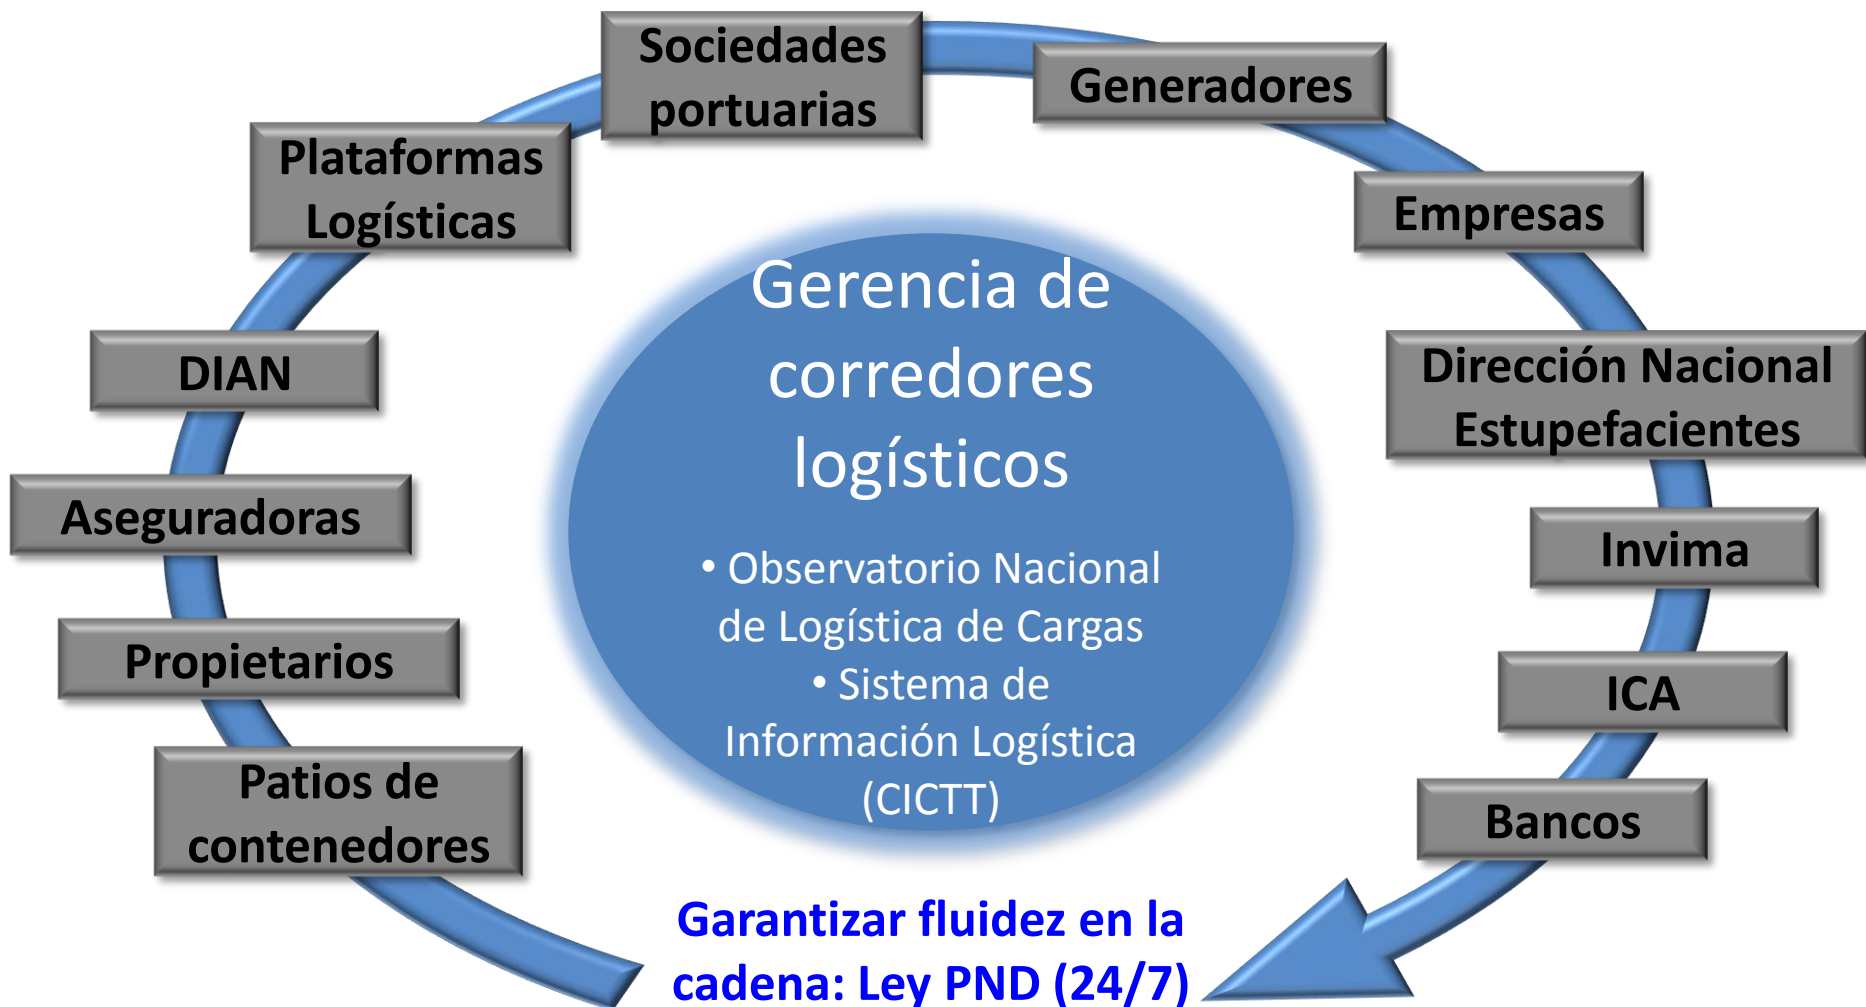 Sociedades
portuarias
Generadores
Plataformas
Logísticas
Empresas
DIAN
Dirección Nacional
Estupefacientes
Aseguradoras
Invima
Propietarios
ICA
Patios de
contenedores
Bancos
Gerencia de
corredores
logísticos
• Observatorio Nacional
de Logística de Cargas
• Sistema de
Información Logística
(CICTT)
Garantizar fluidez en la
cadena: Ley PND (24/7)